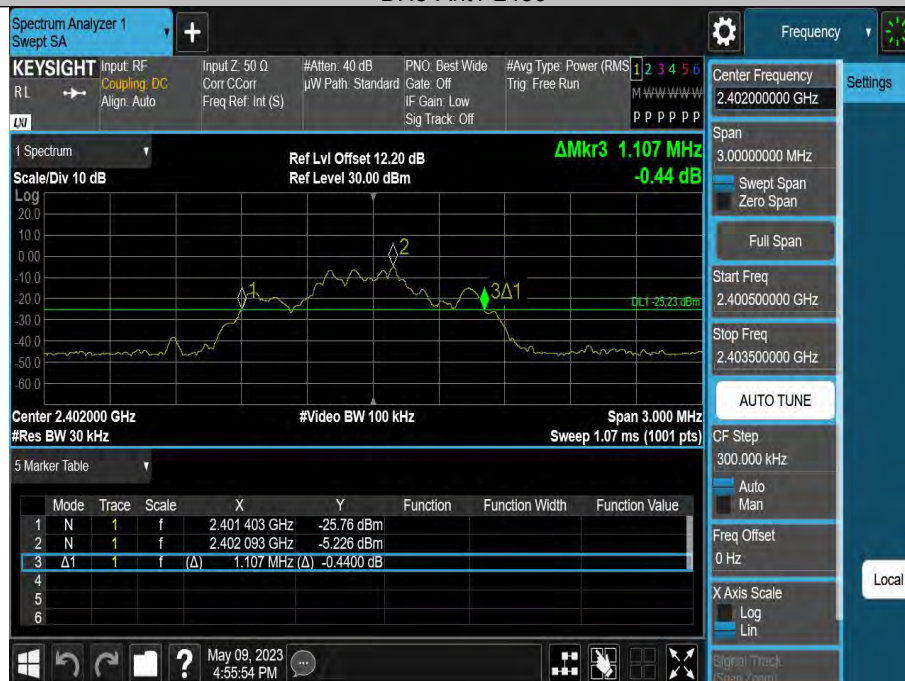 Spectrum Analyzer 1
Swept SA
+
Frequency
KEYSIGHT
RL
LXI
Input: RF
Coupling: DC
Align: Auto
Input Z: 50 Ω
Corr CCorr
Freq Ref: Int (S)
#Atten: 40 dB
µW Path: Standard
PNO: Best Wide
Gate: Off
IF Gain: Low
Sig Track: Off
#Avg Type: Power (RMS
Trig: Free Run
1 2 3 4 5 6
M W W W W W
P P P P P P
1 Spectrum
Scale/Div 10 dB
Ref Lvl Offset 12.20 dB
Ref Level 30.00 dBm
ΔMkr3 1.107 MHz
-0.44 dB
Log
20.0
10.0
0.00
-10.0
-20.0
-30.0
-40.0
-50.0
-60.0
1
2
3Δ1
DL1 -25.23 dBm
Center 2.402000 GHz
#Res BW 30 kHz
#Video BW 100 kHz
Span 3.000 MHz
Sweep 1.07 ms (1001 pts)
5 Marker Table
Mode Trace Scale X Y Function Function Width Function Value
1 N 1 f 2.401 403 GHz -25.76 dBm
2 N 1 f 2.402 093 GHz -5.226 dBm
3 Δ1 1 f (Δ) 1.107 MHz (Δ) -0.4400 dB
4
5
6
?
May 09, 2023
4:55:54 PM
Center Frequency
2.402000000 GHz
Span
3.00000000 MHz
Swept Span
Zero Span
Full Span
Start Freq
2.400500000 GHz
Stop Freq
2.403500000 GHz
AUTO TUNE
CF Step
300.000 kHz
Auto
Man
Freq Offset
0 Hz
X Axis Scale
Log
Lin
Signal Track
(Span Zoom)
Settings
Local